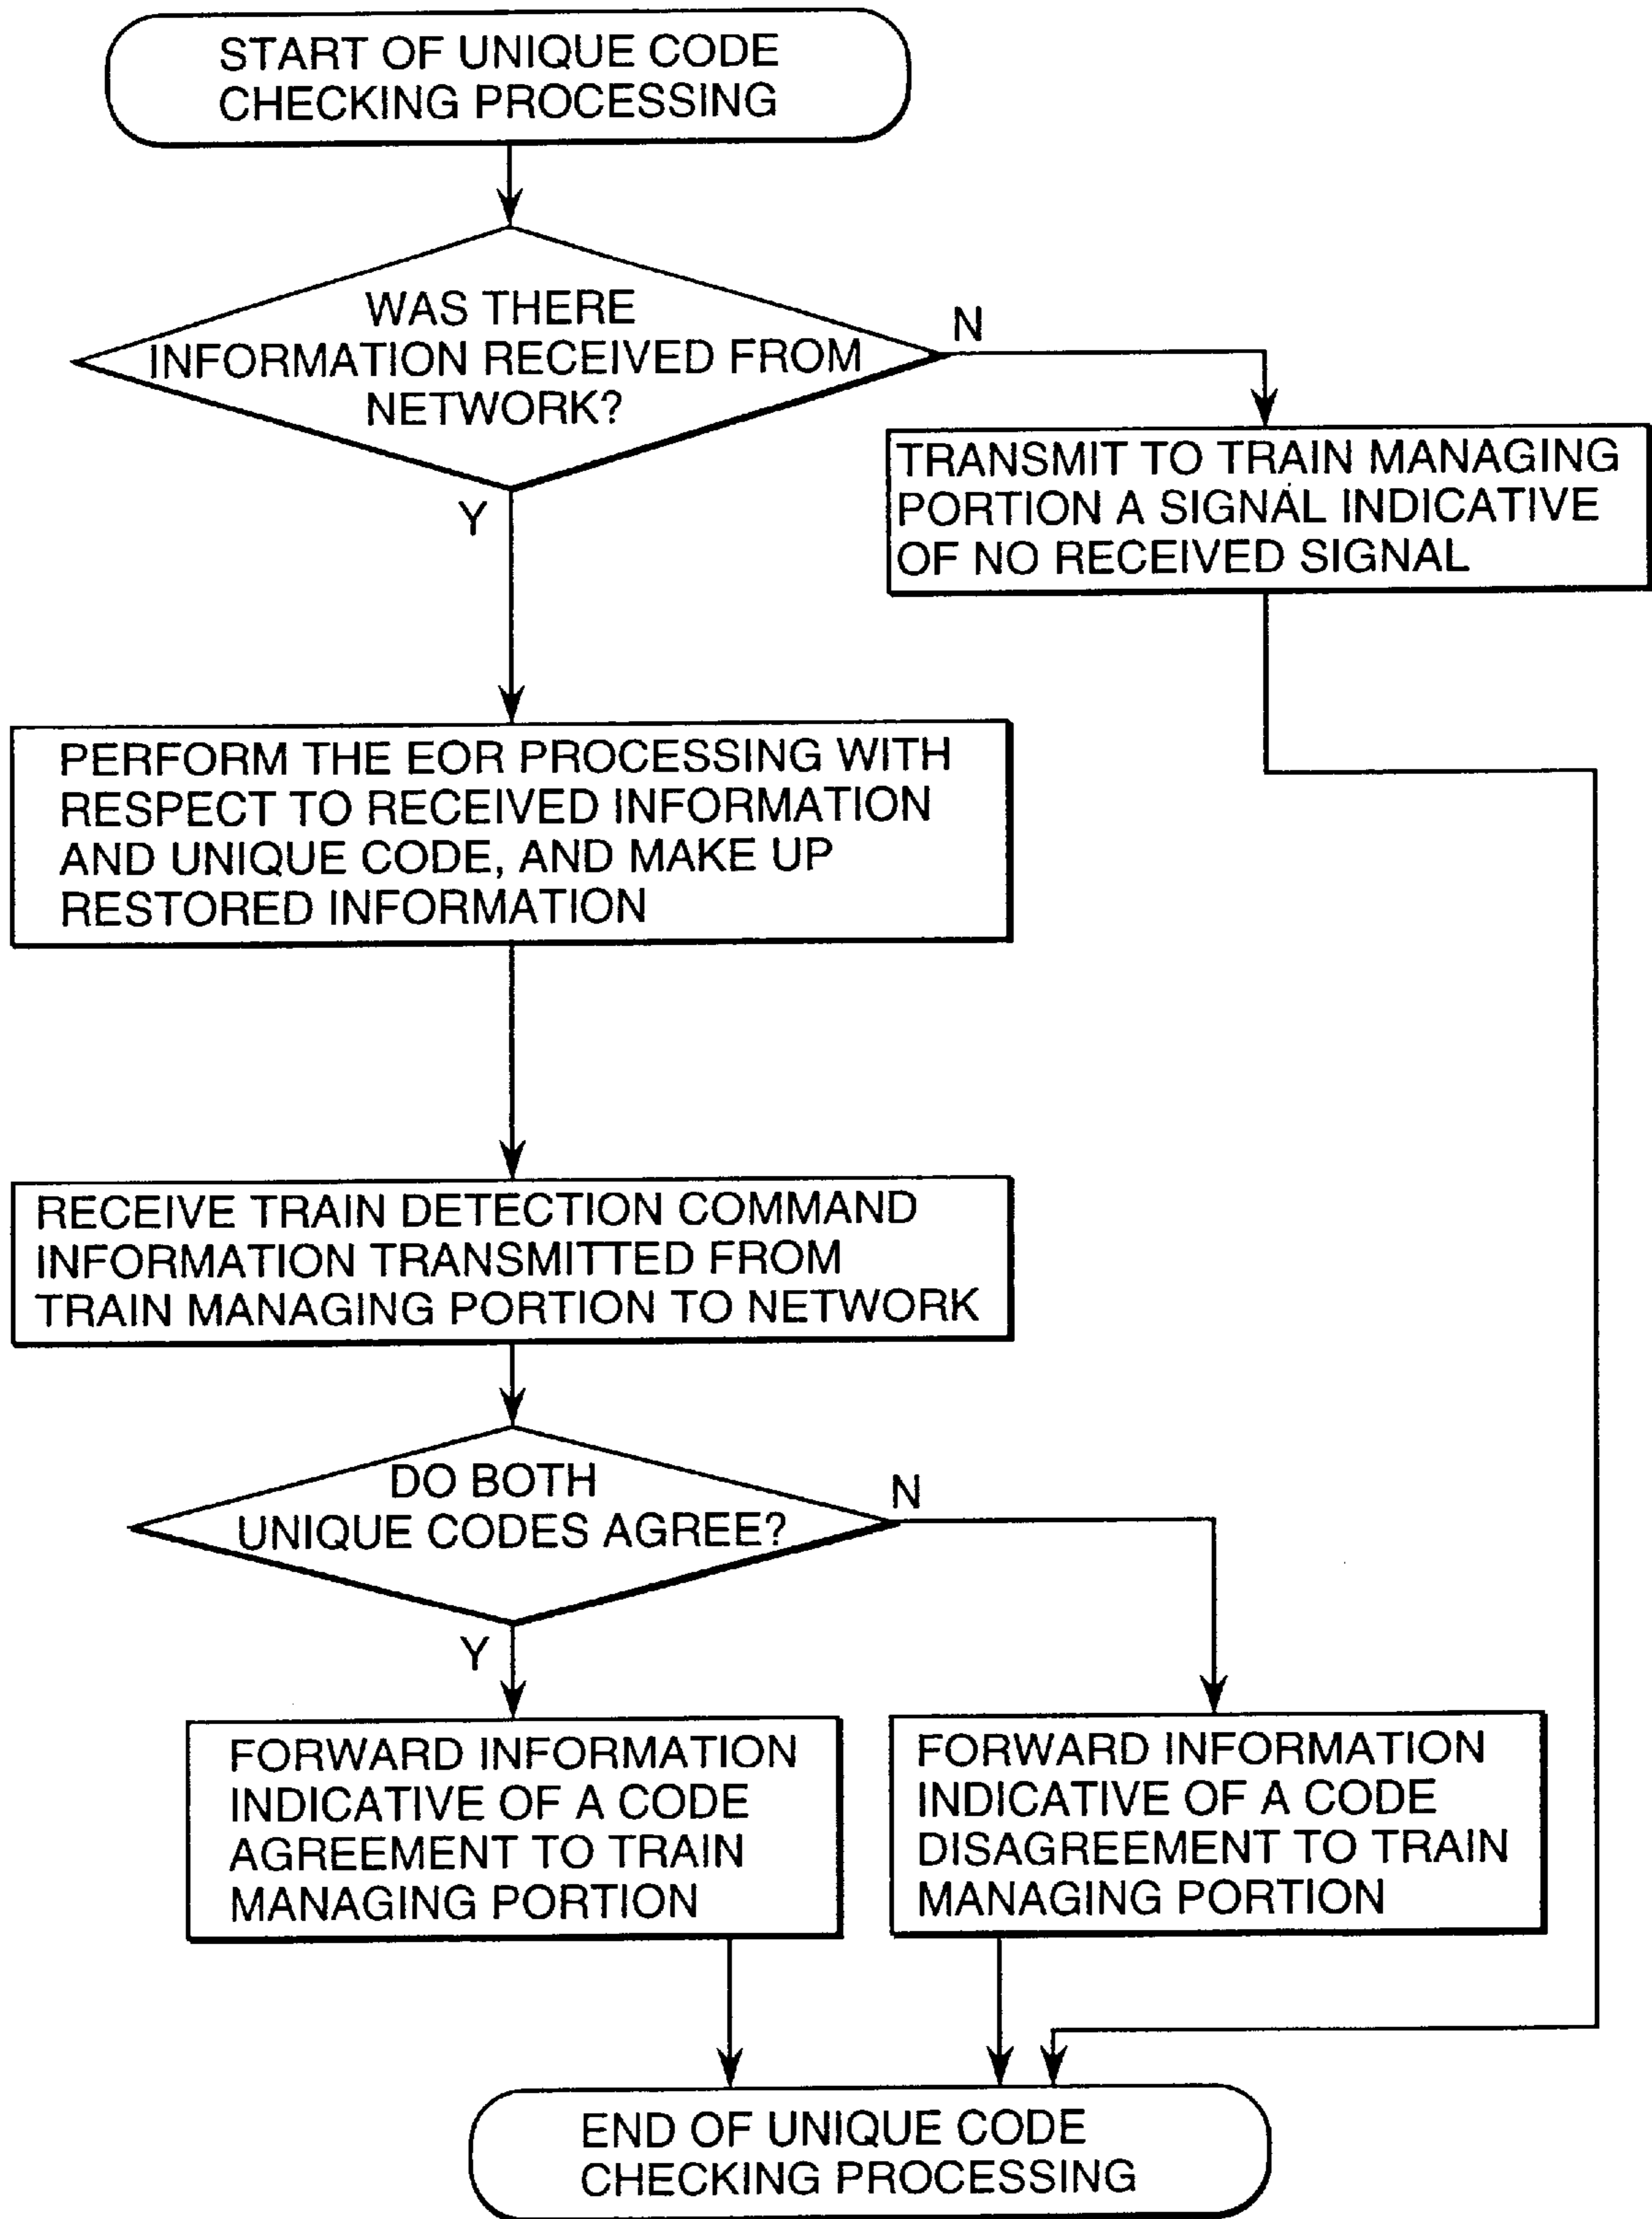 START OF UNIQUE CODE
CHECKING PROCESSING
WAS THERE
INFORMATION RECEIVED FROM
NETWORK?
N
Y
TRANSMIT TO TRAIN MANAGING
PORTION A SIGNAL INDICATIVE
OF NO RECEIVED SIGNAL
PERFORM THE EOR PROCESSING WITH
RESPECT TO RECEIVED INFORMATION
AND UNIQUE CODE, AND MAKE UP
RESTORED INFORMATION
RECEIVE TRAIN DETECTION COMMAND
INFORMATION TRANSMITTED FROM
TRAIN MANAGING PORTION TO NETWORK
DO BOTH
UNIQUE CODES AGREE?
N
Y
FORWARD INFORMATION
INDICATIVE OF A CODE
AGREEMENT TO TRAIN
MANAGING PORTION
FORWARD INFORMATION
INDICATIVE OF A CODE
DISAGREEMENT TO TRAIN
MANAGING PORTION
END OF UNIQUE CODE
CHECKING PROCESSING